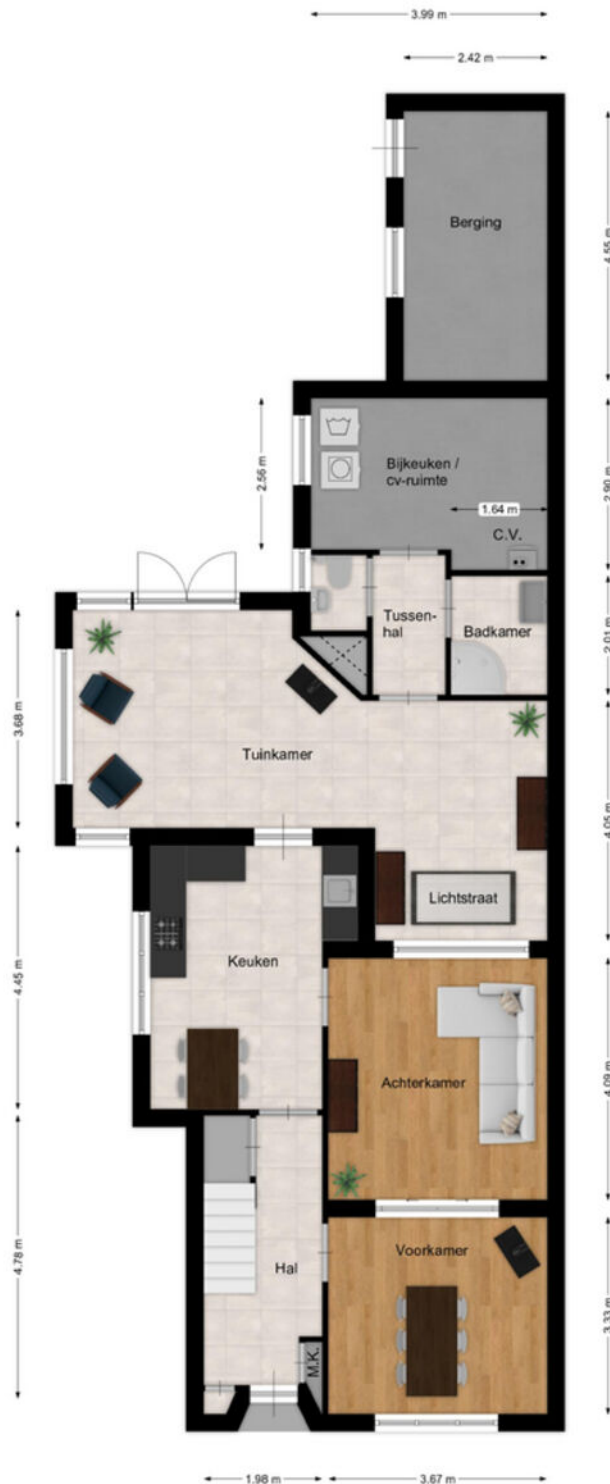 3.99 m
2.42 m
Berging
4.55 m
2.56 m
Bijkeuken /
cv-ruimte
1.64 m
C.V.
2.90 m
Tussen-
hal
Badkamer
2.01 m
3.68 m
Tuinkamer
4.05 m
Lichtstraat
4.45 m
Keuken
Achterkamer
4.09 m
4.78 m
Hal
Voorkamer
M.K.
3.33 m
1.98 m
3.67 m